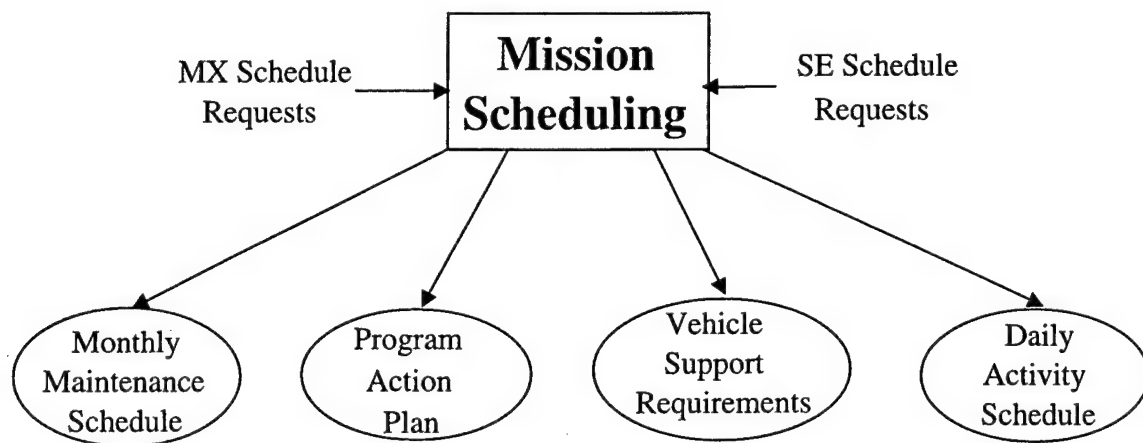 MX Schedule
Requests
Mission
Scheduling
SE Schedule
Requests
Monthly
Maintenance
Schedule
Program
Action
Plan
Vehicle
Support
Requirements
Daily
Activity
Schedule